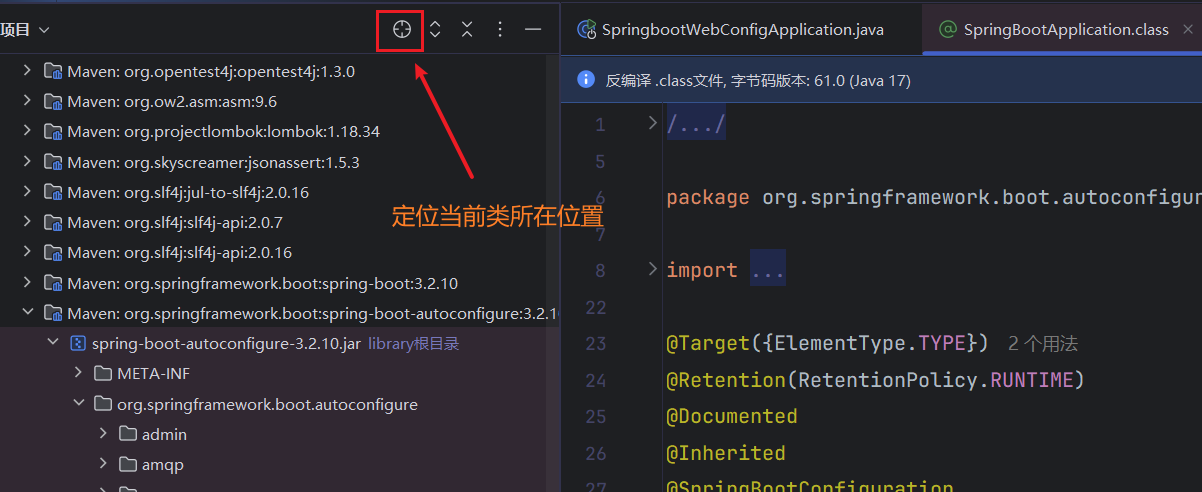 项目
SpringbootWebConfigApplication.java
SpringBootApplication.class
Maven: org.opentest4j:opentest4j:1.3.0
Maven: org.ow2.asm:asm:9.6
Maven: org.projectlombok:lombok:1.18.34
Maven: org.skyscreamer:jsonassert:1.5.3
Maven: org.slf4j:jul-to-slf4j:2.0.16
Maven: org.slf4j:slf4j-api:2.0.7
Maven: org.slf4j:slf4j-api:2.0.16
Maven: org.springframework.boot:spring-boot:3.2.10
Maven: org.springframework.boot:spring-boot-autoconfigure:3.2.1
spring-boot-autoconfigure-3.2.10.jar library根目录
META-INF
org.springframework.boot.autoconfigure
admin
amqp
定位当前类所在位置
反编译 .class文件, 字节码版本: 61.0 (Java 17)
1 /.../
5
6 package org.springframework.boot.autoconfigur
7
8 import ...
22
23 @Target({ElementType.TYPE}) 2 个用法
24 @Retention(RetentionPolicy.RUNTIME)
25 @Documented
26 @Inherited
27 @SpringBootConfiguration